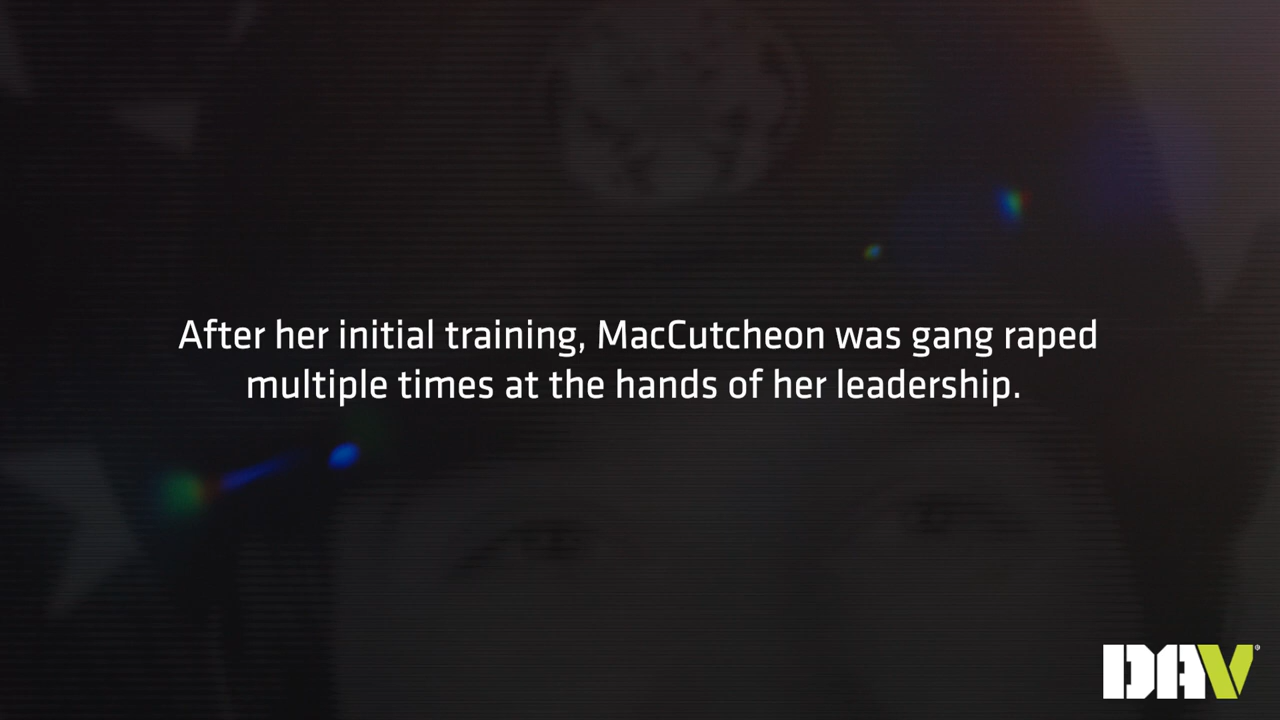 After her initial training, MacCutcheon was gang raped
multiple times at the hands of her leadership.
DAV®